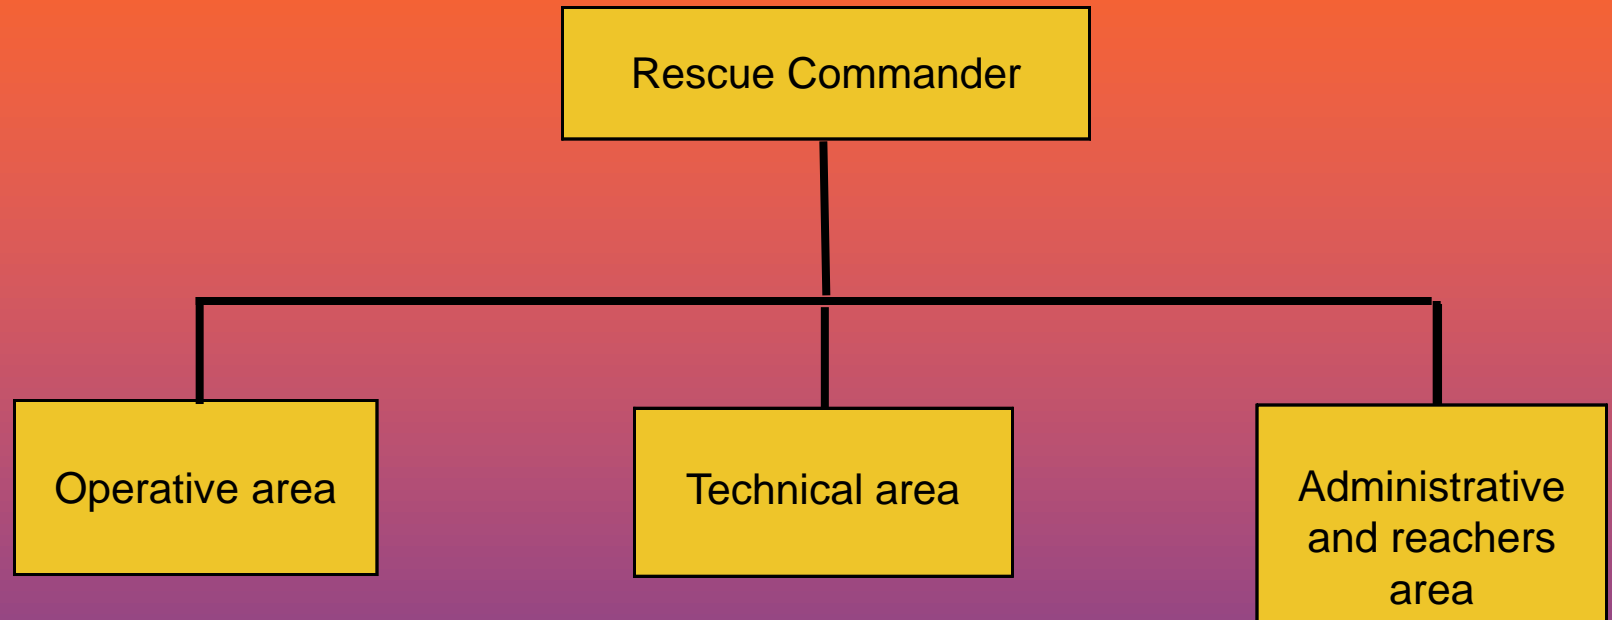 Rescue Commander
Operative area
Technical area
Administrative
and reachers
area